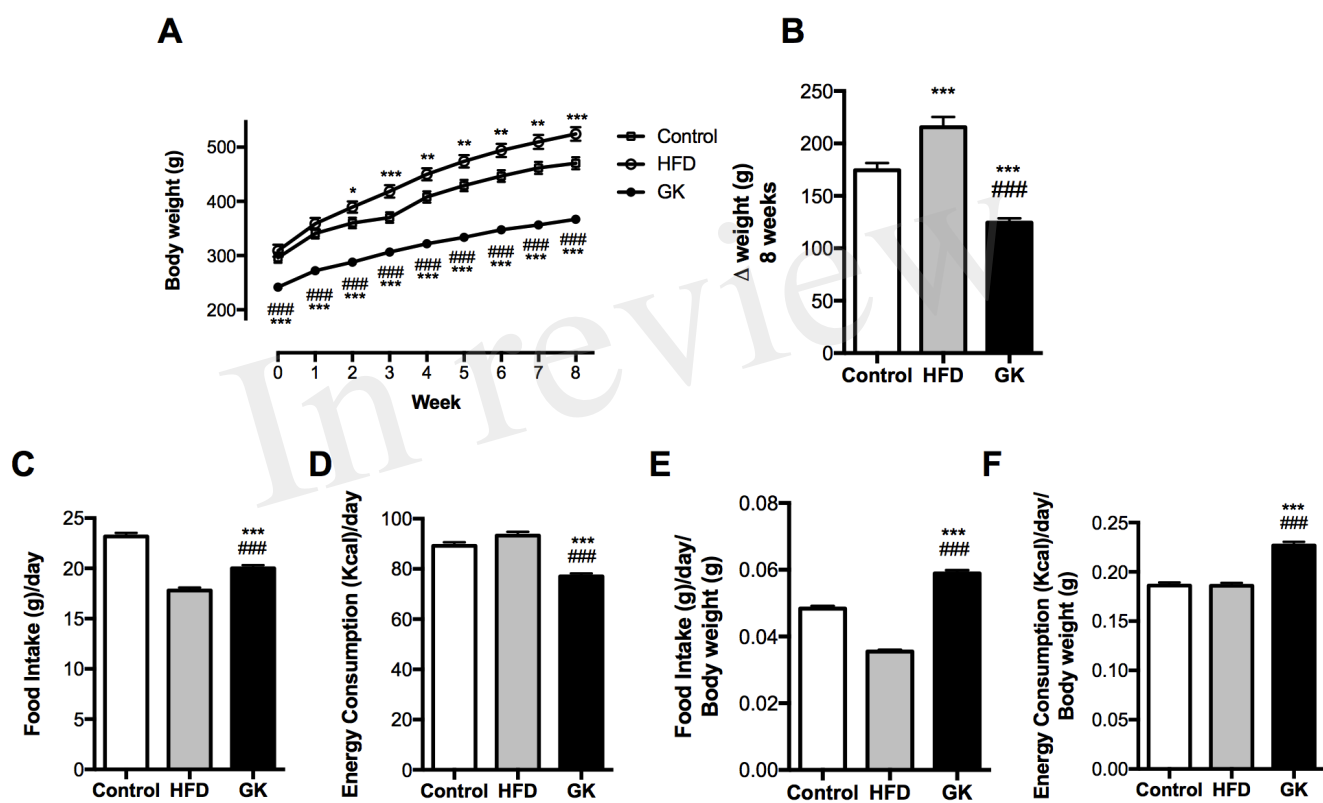 A
Body weight (g)
500
400
300
200
* *** ** ** ** ** ***
### ### ### ### ### ### ### ### ###
*** *** *** *** *** *** *** *** ***
0 1 2 3 4 5 6 7 8
Week
Control
HFD
GK
B
Δ weight (g)
8 weeks
250
200
150
100
50
0
***
***
###
Control HFD GK
In review
C
Food Intake (g)/day
25
20
15
10
5
0
***
###
Control HFD GK
D
Energy Consumption (Kcal)/day
100
80
60
40
20
0
***
###
Control HFD GK
E
Food Intake (g)/day/
Body weight (g)
0.08
0.06
0.04
0.02
0.00
***
###
Control HFD GK
F
Energy Consumption (Kcal)/day/
Body weight (g)
0.25
0.20
0.15
0.10
0.05
0.00
***
###
Control HFD GK